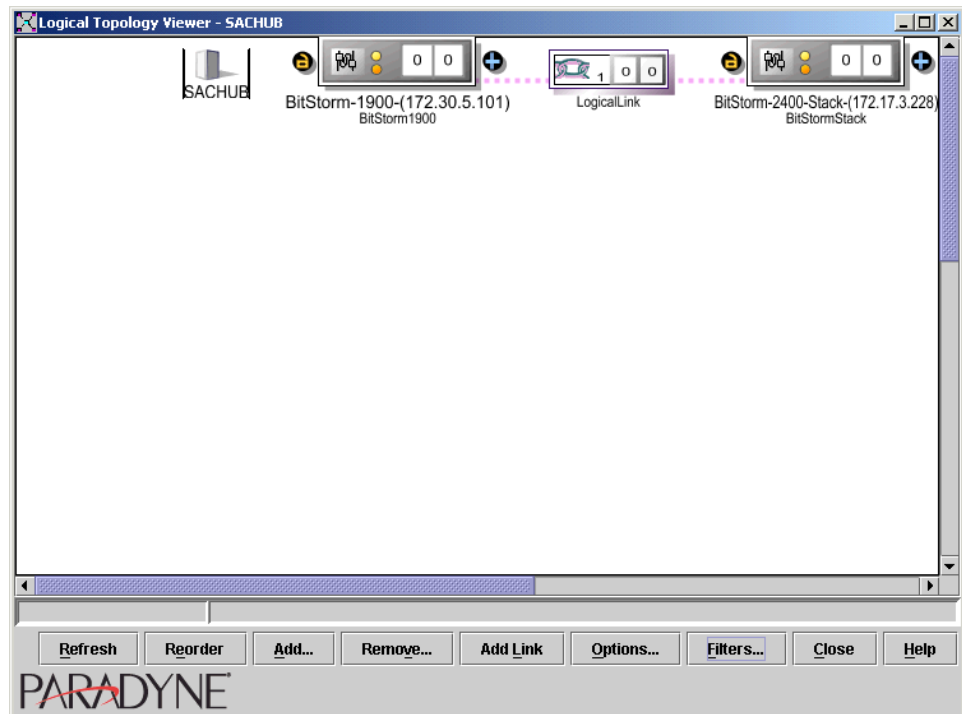 Logical Topology Viewer - SACHUB
SACHUB
0 0
BitStorm-1900-(172.30.5.101)
BitStorm1900
1 0 0
LogicalLink
0 0
BitStorm-2400-Stack-(172.17.3.228)
BitStormStack
Refresh Reorder Add... Remove... Add Link Options... Filters... Close Help
PARADYNE